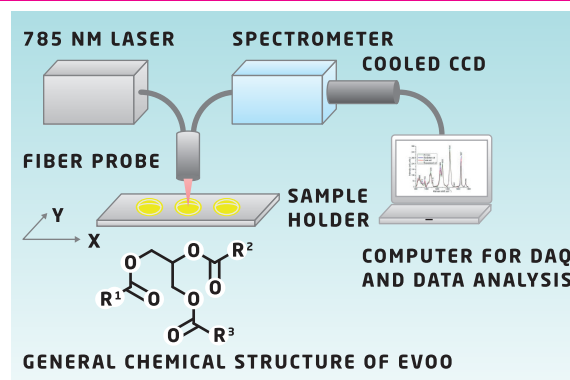 785 NM LASER
SPECTROMETER
COOLED CCD
FIBER PROBE
SAMPLE
HOLDER
Y
X
COMPUTER FOR DAQ
AND DATA ANALYSIS
O
O
R²
O
R¹
O
O
O
R³
GENERAL CHEMICAL STRUCTURE OF EVOO